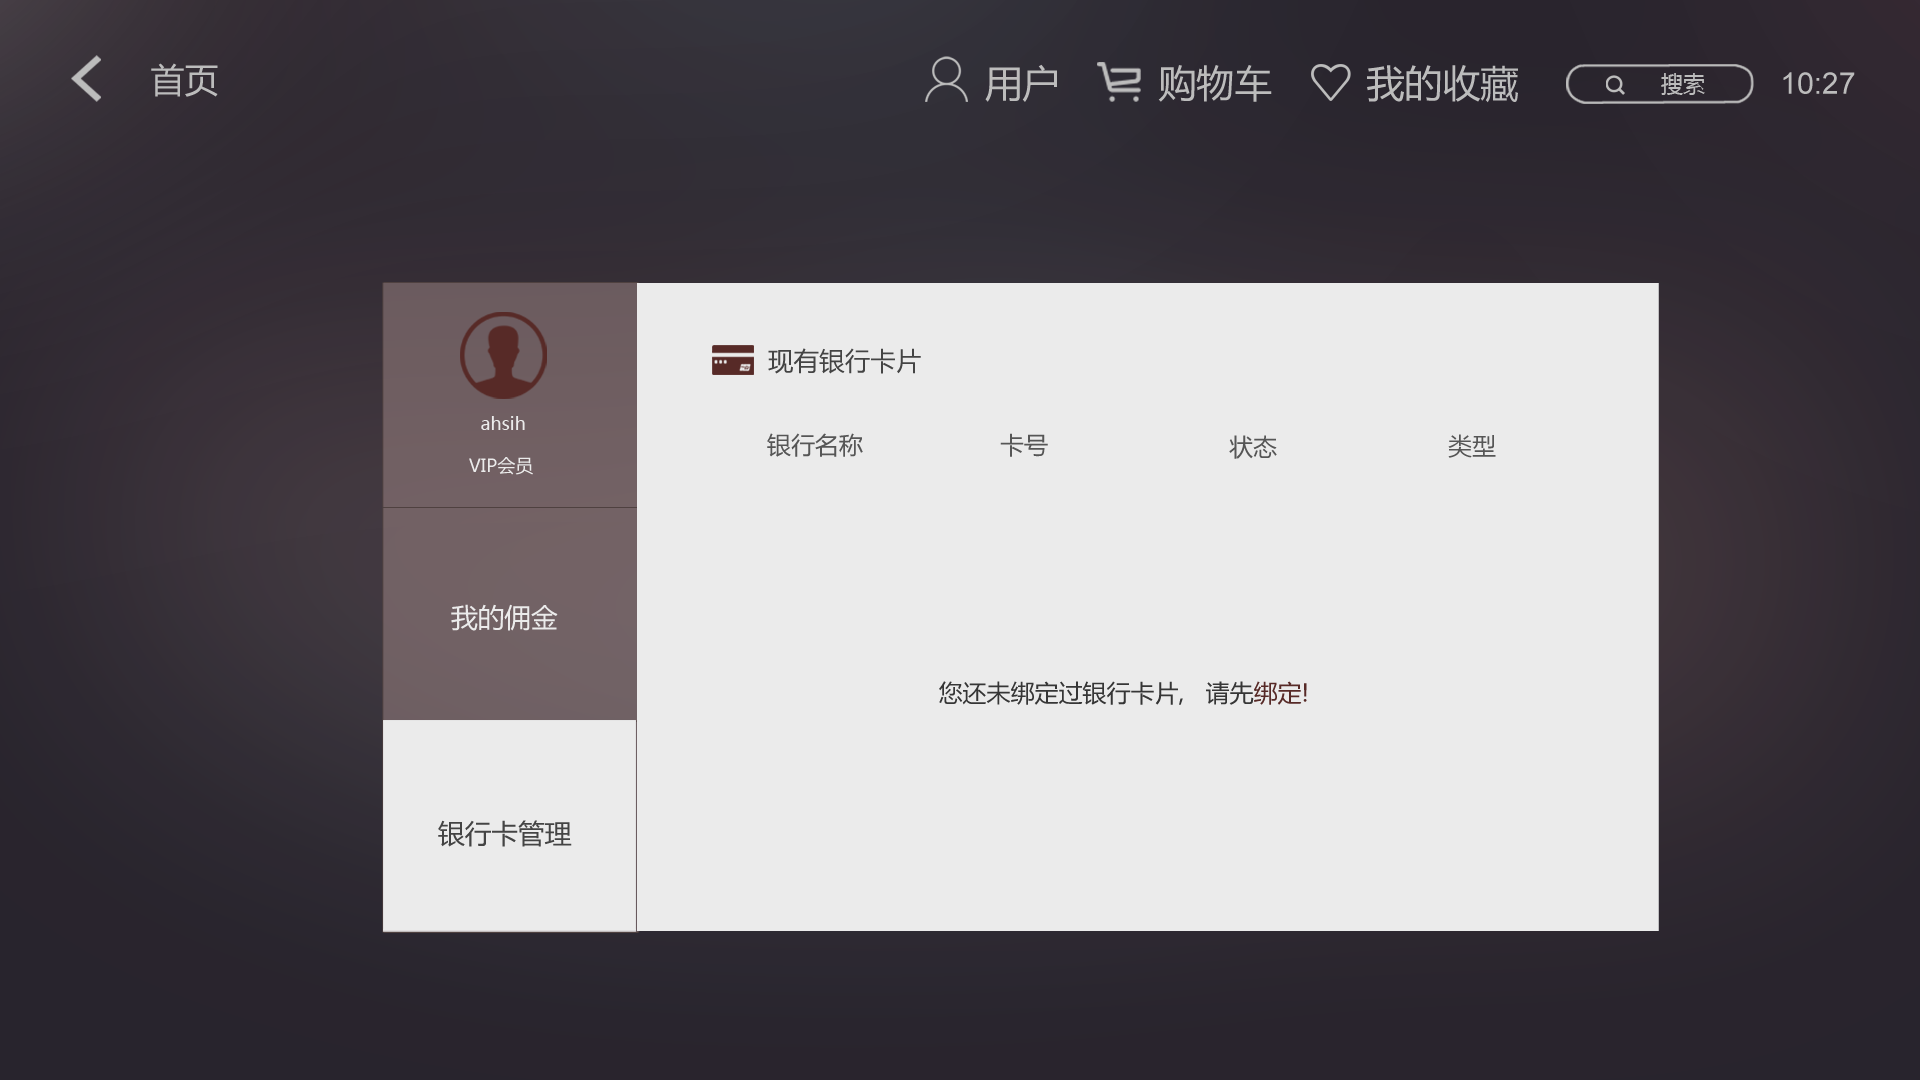 首页
用户
购物车
我的收藏
搜索
10:27
ahsih
VIP会员
我的佣金
银行卡管理
现有银行卡片
银行名称 卡号 状态 类型
您还未绑定过银行卡片, 请先绑定!